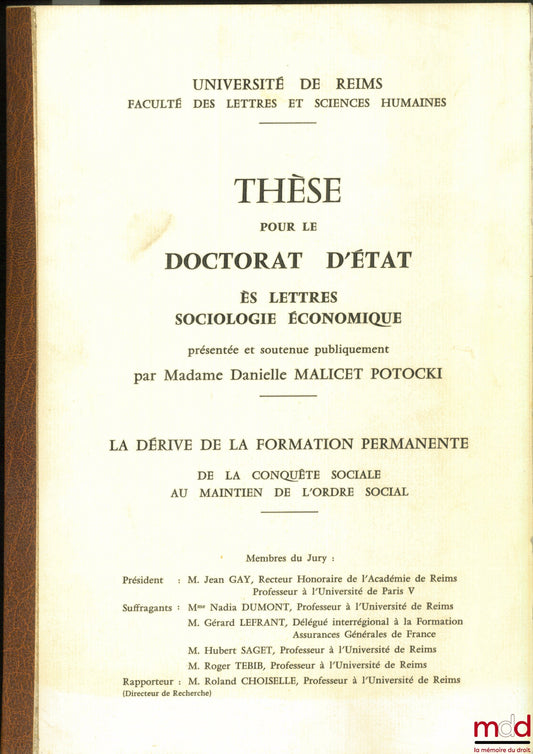 UNIVERSITÉ DE REIMS
FACULTÉ DES LETTRES ET SCIENCES HUMAINES
THÈSE
POUR LE
DOCTORAT D'ÉTAT
ÈS LETTRES
SOCIOLOGIE ÉCONOMIQUE
présentée et soutenue publiquement
par Madame Danielle MALICET POTOCKI
LA DÉRIVE DE LA FORMATION PERMANENTE
DE LA CONQUÊTE SOCIALE
AU MAINTIEN DE L'ORDRE SOCIAL
Membres du Jury :
Président : M. Jean GAY, Recteur Honoraire de l'Académie de Reims
Professeur à l'Université de Paris V
Suffragants : Mme Nadia DUMONT, Professeur à l'Université de Reims
M. Gérard LEFRANT, Délégué interrégional à la Formation
Assurances Générales de France
M. Hubert SAGET, Professeur à l'Université de Reims
M. Roger TEBIB, Professeur à l'Université de Reims
Rapporteur : M. Roland CHOISELLE, Professeur à l'Université de Reims
(Directeur de Recherche)
mdd
la mémoire du droit